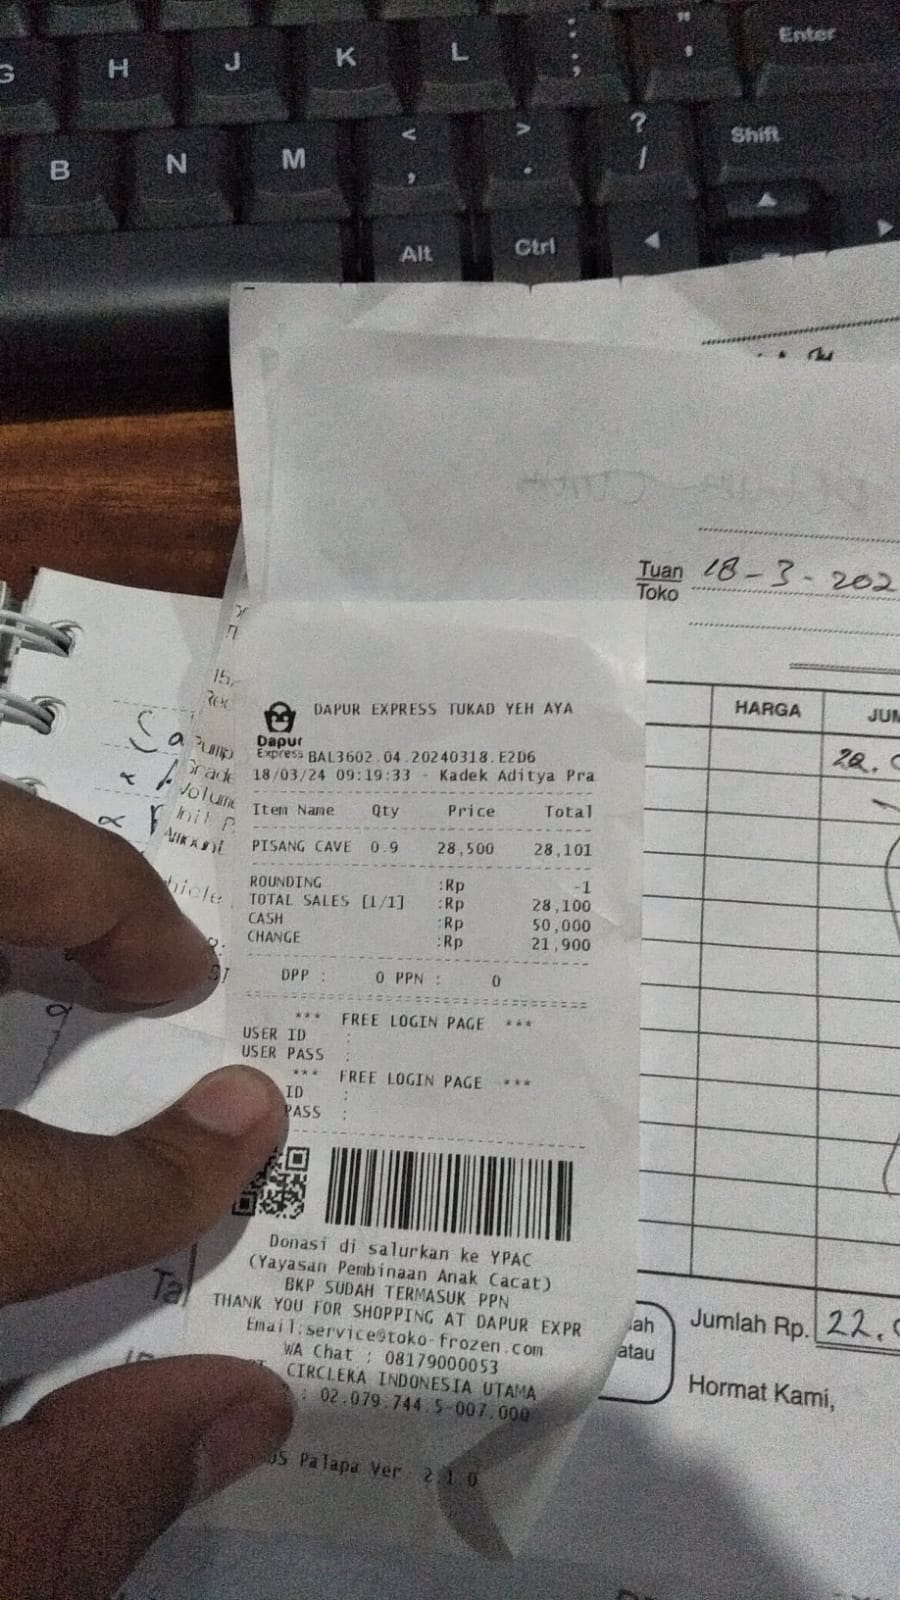 G H J K L : ; " ' Enter
B N M < , > . ? / Shift
Alt Ctrl
Tuan 18-3-202
Toko
HARGA
Dapur
Express
DAPUR EXPRESS TUKAD YEH AYA
BAL3602.04.20240318.E2D6
18/03/24 09:19:33 - Kadek Aditya Pra
Item Name Qty Price Total
PISANG CAVE 0.9 28,500 28,101
ROUNDING :Rp -1
TOTAL SALES [1/1] :Rp 28,100
CASH :Rp 50,000
CHANGE :Rp 21,900
DPP : 0 PPN : 0
*** FREE LOGIN PAGE ***
USER ID :
USER PASS :
*** FREE LOGIN PAGE ***
ID :
PASS :
Donasi di salurkan ke YPAC
(Yayasan Pembinaan Anak Cacat)
BKP SUDAH TERMASUK PPN
THANK YOU FOR SHOPPING AT DAPUR EXPR
Email:service@toko-frozen.com
WA Chat : 08179000053
CIRCLEKA INDONESIA UTAMA
: 02.079.744.5-007.000
Palapa Ver 2.1.0
atau
Jumlah Rp. 22.
Hormat Kami,